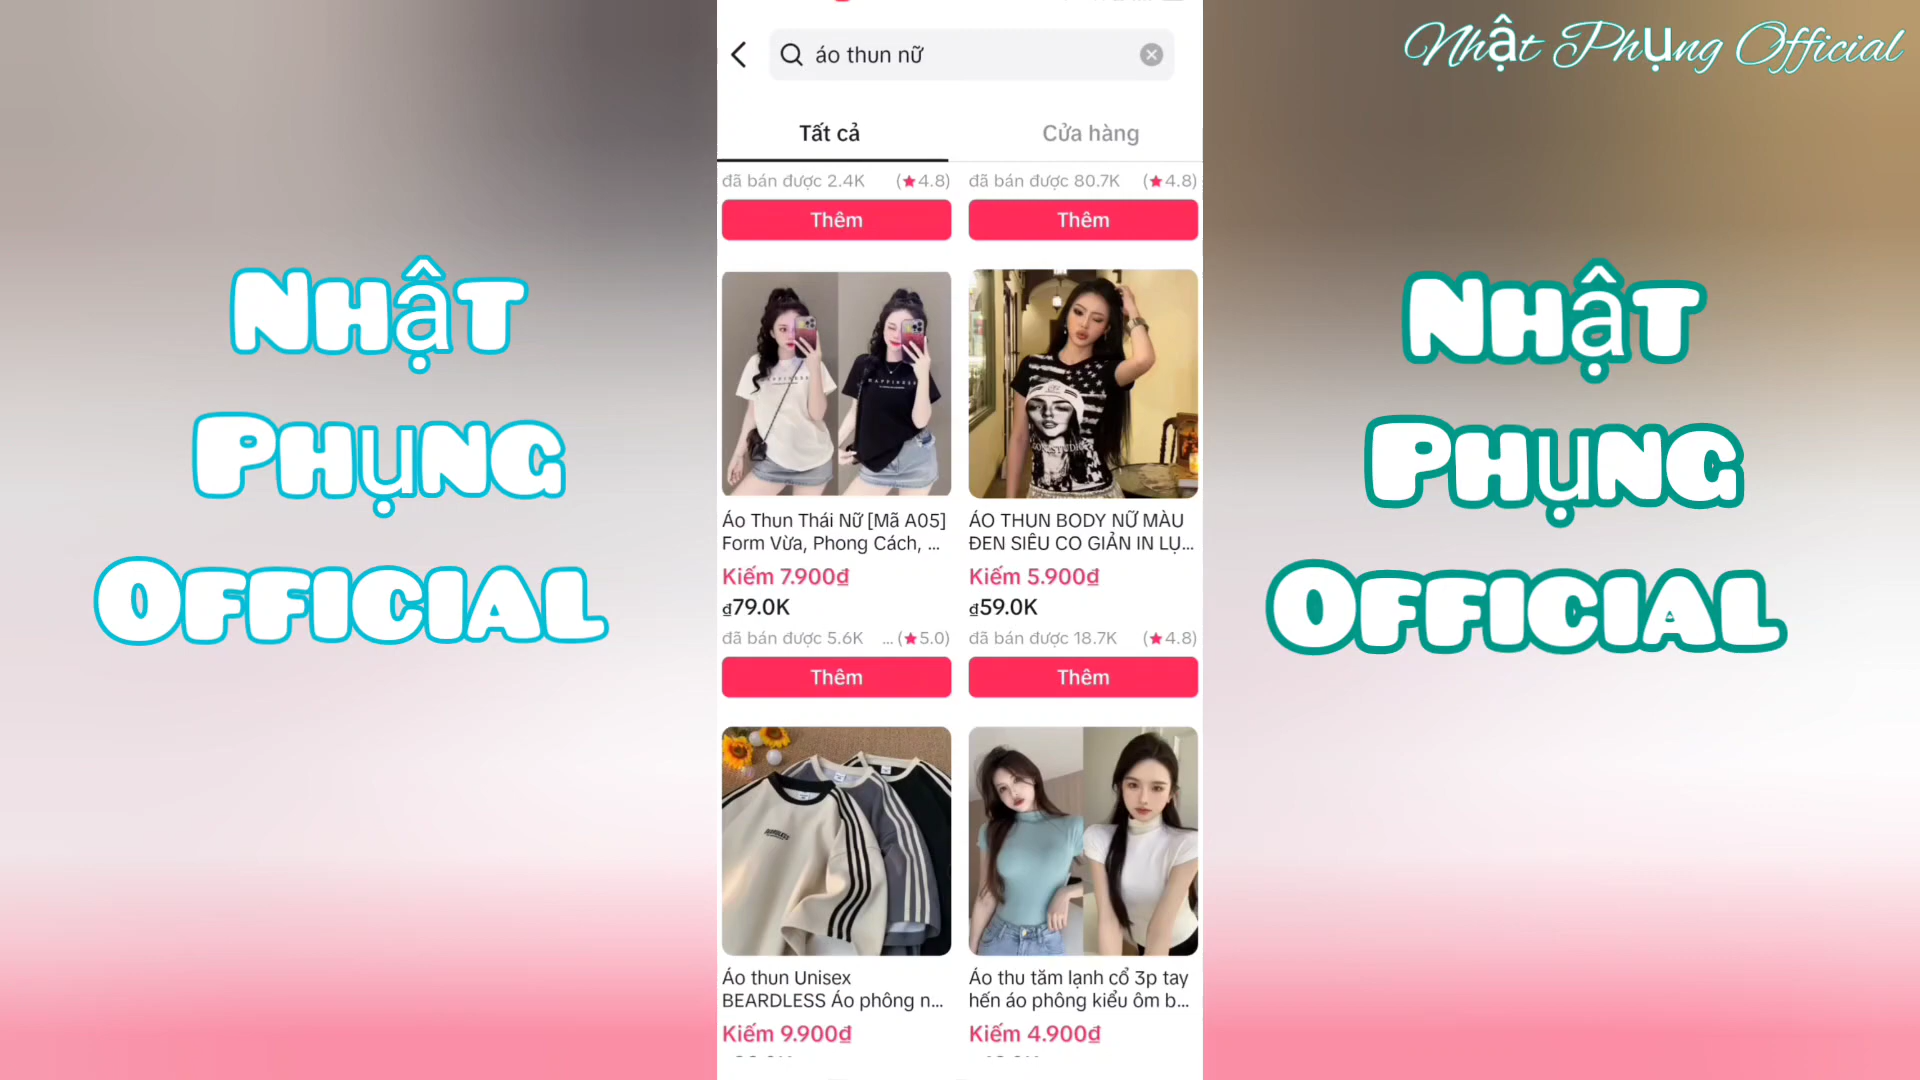 Nhật Phụng Official
áo thun nữ
Tất cả
Cửa hàng
đã bán được 2.4K (★4.8)
đã bán được 80.7K (★4.8)
Thêm
Thêm
Nhật
Phụng
Official
Nhật
Phụng
Official
HAPPINESS
Áo Thun Thái Nữ [Mã A05]
Form Vừa, Phong Cách, ...
Kiếm 7.900₫
₫79.0K
đã bán được 5.6K ... (★5.0)
Thêm
ÁO THUN BODY NỮ MÀU
ĐEN SIÊU CO GIẢN IN LỤ...
Kiếm 5.900₫
₫59.0K
đã bán được 18.7K (★4.8)
Thêm
Áo thun Unisex
BEARDLESS Áo phông n...
Kiếm 9.900₫
Áo thu tăm lạnh cổ 3p tay
hến áo phông kiểu ôm b...
Kiếm 4.900₫